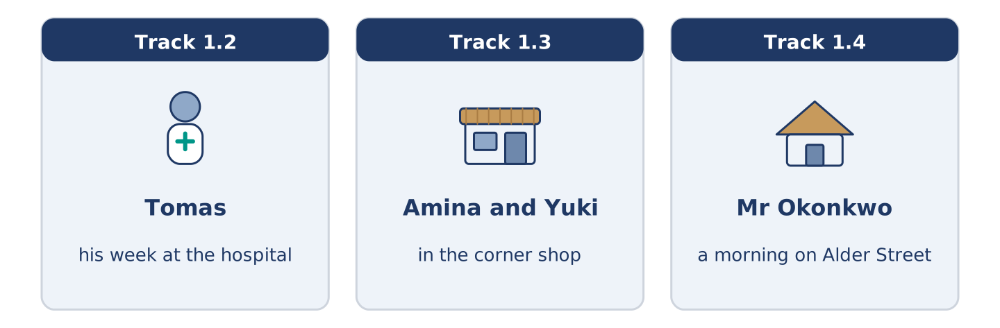 Track 1.2
Tomas
his week at the hospital
Track 1.3
Amina and Yuki
in the corner shop
Track 1.4
Mr Okonkwo
a morning on Alder Street